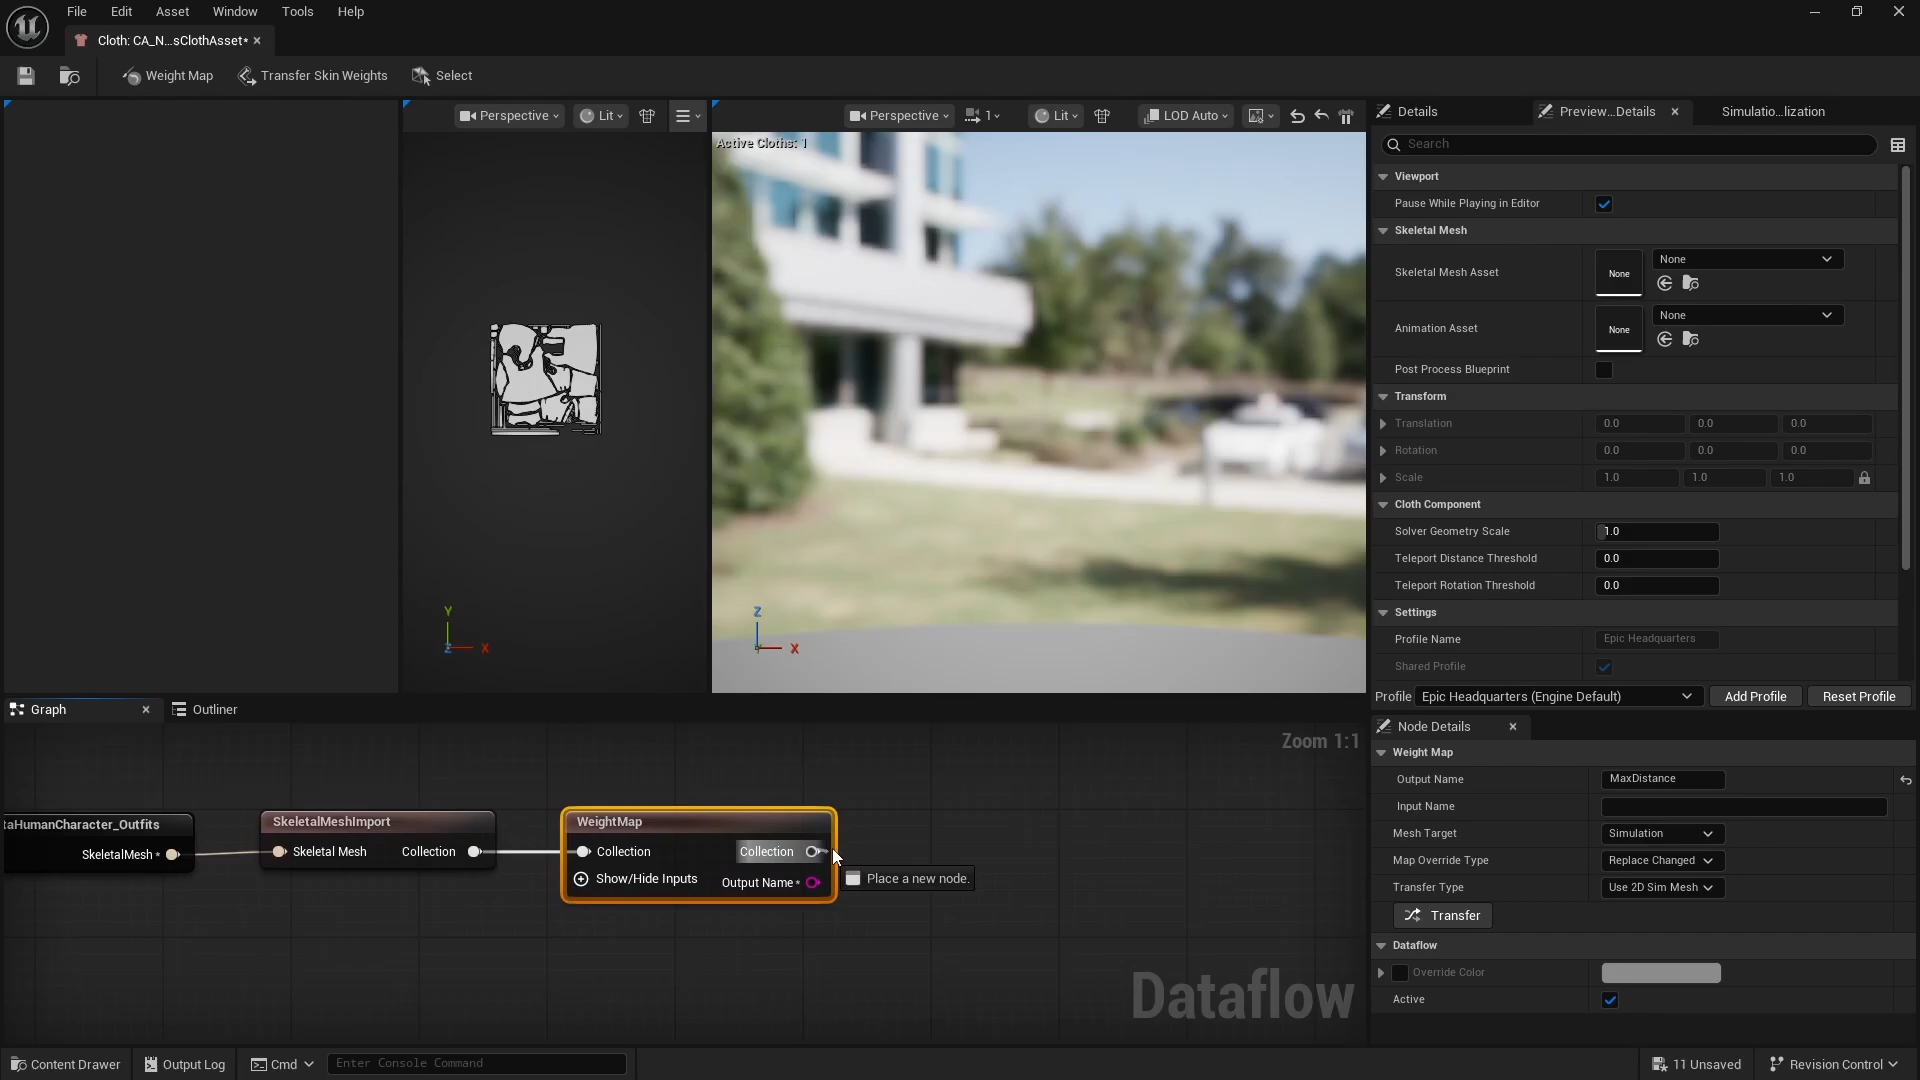 File Edit Asset Window Tools Help
Cloth: CA_N...sClothAsset*
Weight Map Transfer Skin Weights Select
Perspective Lit
Perspective 1 Lit LOD Auto
Active Cloths: 1
Y
Z X
Z
Y X
Details Preview...Details Simulatio...lization
Search
Viewport
Pause While Playing in Editor
Skeletal Mesh
Skeletal Mesh Asset None None
Animation Asset None None
Post Process Blueprint
Transform
Translation 0.0 0.0 0.0
Rotation 0.0 0.0 0.0
Scale 1.0 1.0 1.0
Cloth Component
Solver Geometry Scale 1.0
Teleport Distance Threshold 0.0
Teleport Rotation Threshold 0.0
Settings
Profile Name Epic Headquarters
Shared Profile
Profile Epic Headquarters (Engine Default) Add Profile Reset Profile
Graph Outliner
Zoom 1:1
taHumanCharacter_Outfits
SkeletalMesh *
SkeletalMeshImport
Skeletal Mesh Collection
WeightMap
Collection Collection
Show/Hide Inputs Output Name *
Place a new node.
Dataflow
Node Details
Weight Map
Output Name MaxDistance
Input Name
Mesh Target Simulation
Map Override Type Replace Changed
Transfer Type Use 2D Sim Mesh
Transfer
Dataflow
Override Color
Active
Content Drawer Output Log Cmd Enter Console Command 11 Unsaved Revision Control